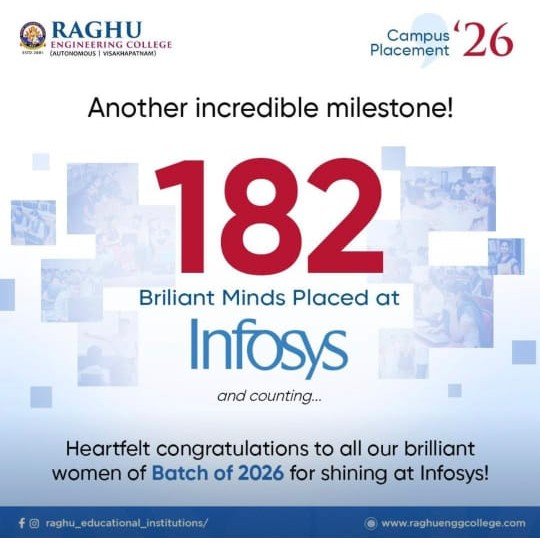 RAGHU
ENGINEERING COLLEGE
(AUTONOMOUS | VISAKHAPATNAM)
Campus
Placement '26
Another incredible milestone!
182
Briliant Minds Placed at
Infosys
and counting...
Heartfelt congratulations to all our brilliant
women of Batch of 2026 for shining at Infosys!
raghu_educational_institutions/
www.raghuenggcollege.com